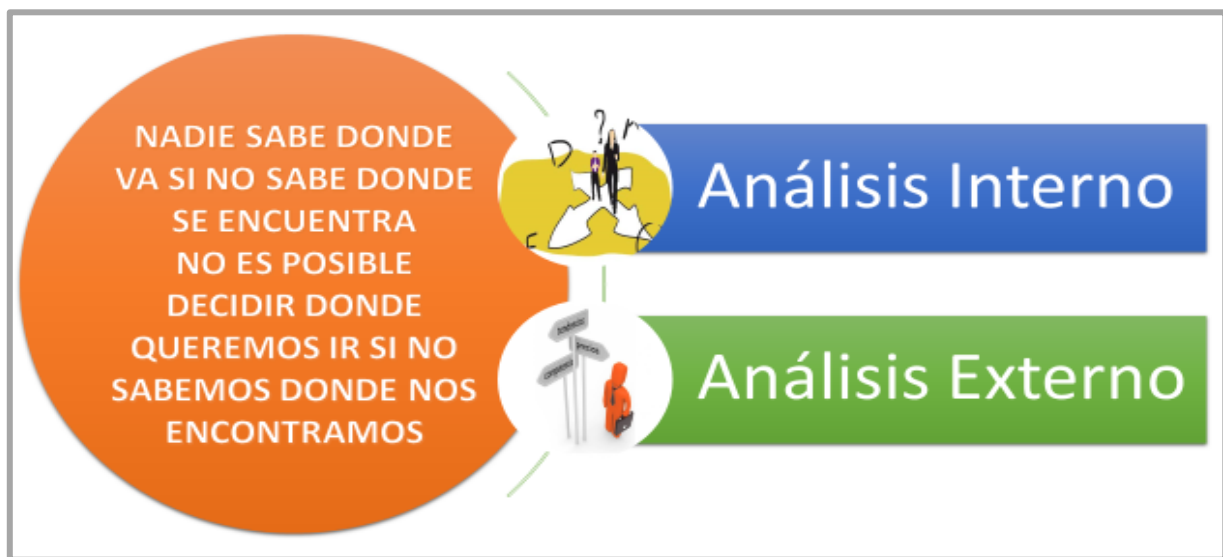 NADIE SABE DONDE
VA SI NO SABE DONDE
SE ENCUENTRA
NO ES POSIBLE
DECIDIR DONDE
QUEREMOS IR SI NO
SABEMOS DONDE NOS
ENCONTRAMOS
D ?
Análisis Interno
precios
Análisis Externo